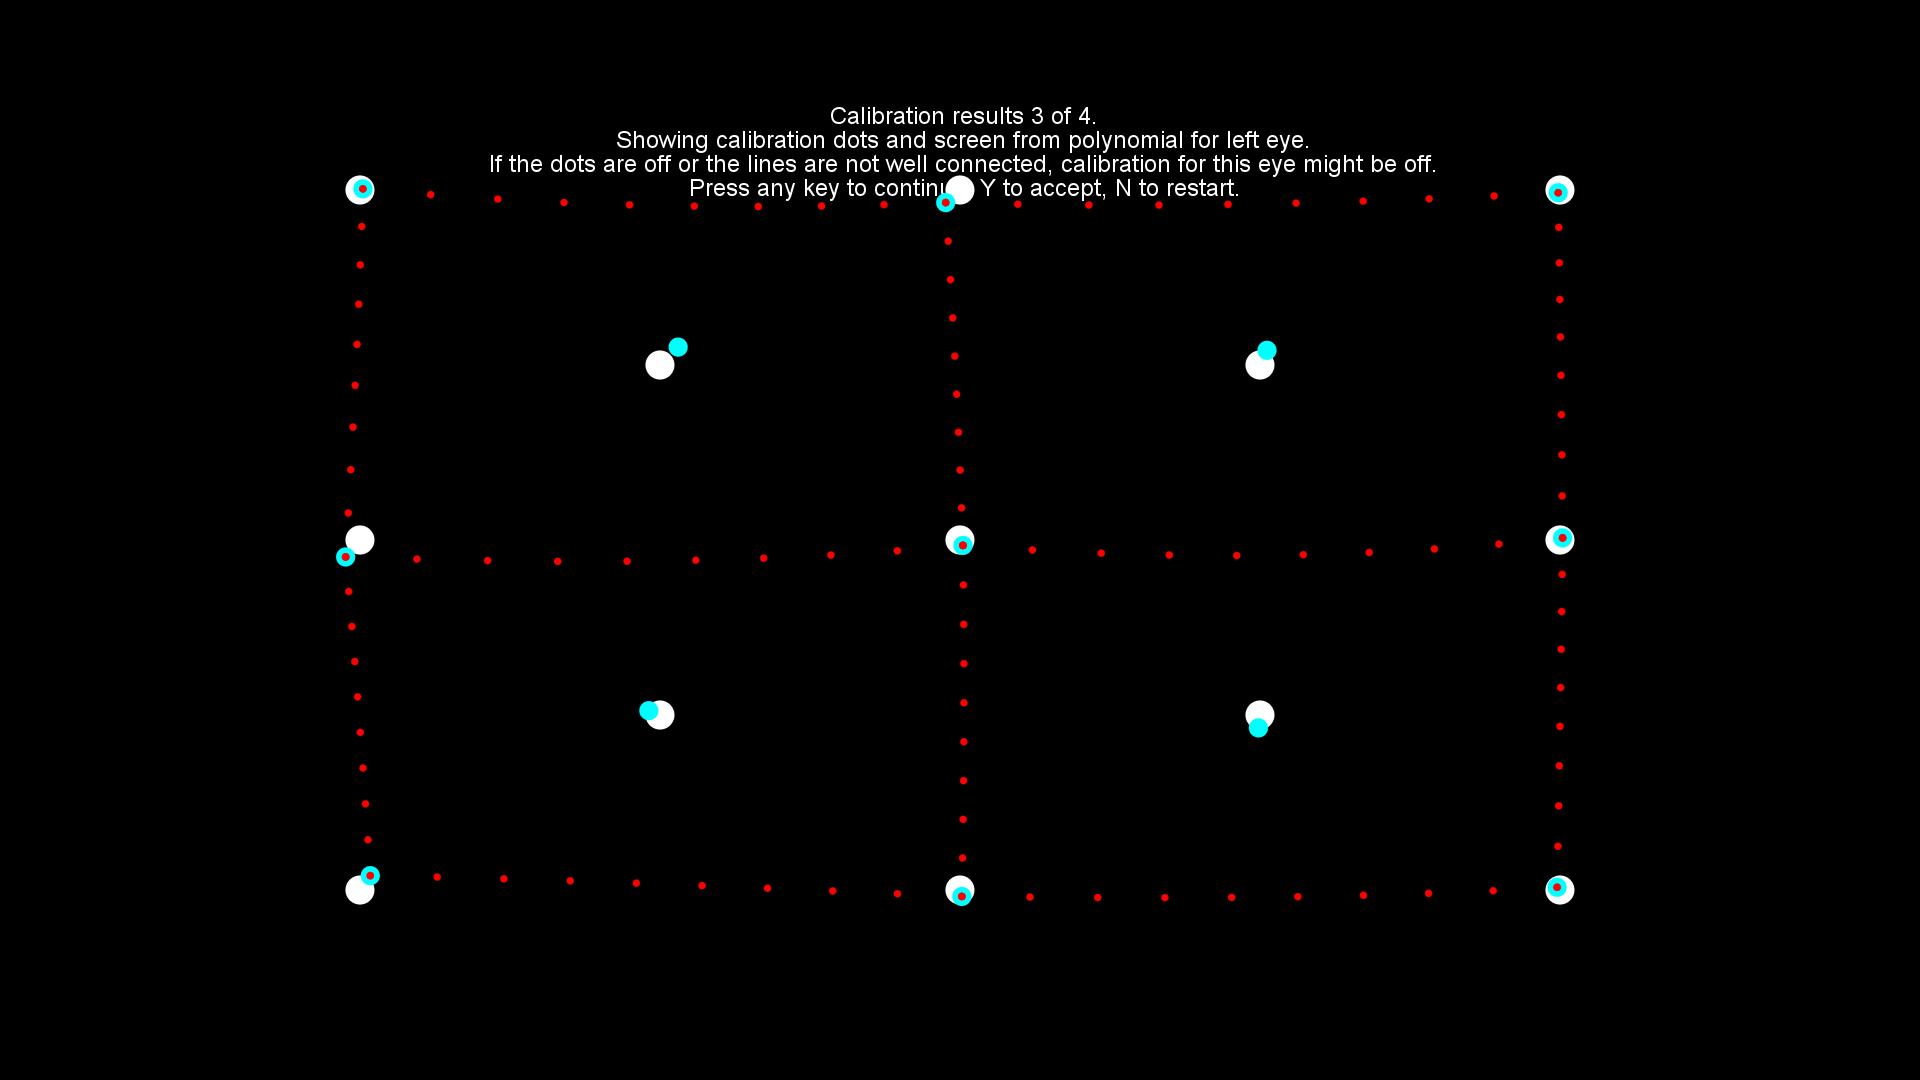 Calibration results 3 of 4.
Showing calibration dots and screen from polynomial for left eye.
If the dots are off or the lines are not well connected, calibration for this eye might be off.
Press any key to continu Y to accept, N to restart.